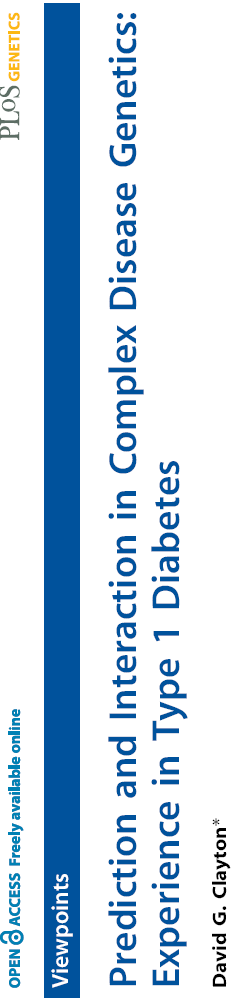 OPEN ACCESS Freely available online
PLoS GENETICS
Viewpoints
Prediction and Interaction in Complex Disease Genetics:
Experience in Type 1 Diabetes
David G. Clayton*